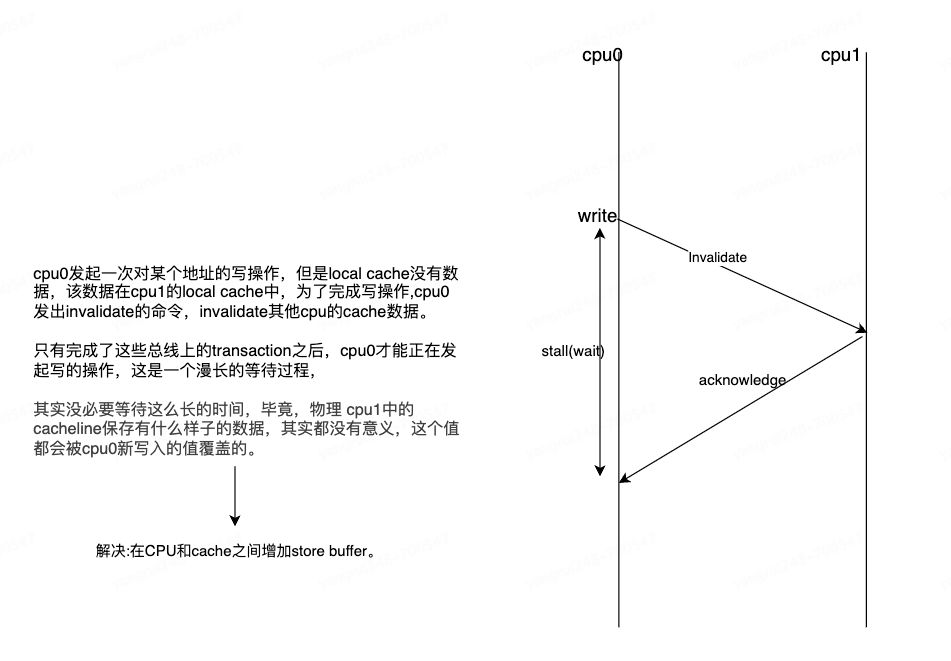 cpu0
cpu1
write
Invalidate
cpu0发起一次对某个地址的写操作，但是local cache没有数
据，该数据在cpu1的local cache中，为了完成写操作,cpu0
发出invalidate的命令，invalidate其他cpu的cache数据。
只有完成了这些总线上的transaction之后，cpu0才能正在发
起写的操作，这是一个漫长的等待过程，
stall(wait)
acknowledge
其实没必要等待这么长的时间，毕竟，物理 cpu1中的
cacheline保存有什么样子的数据，其实都没有意义，这个值
都会被cpu0新写入的值覆盖的。
解决:在CPU和cache之间增加store buffer。